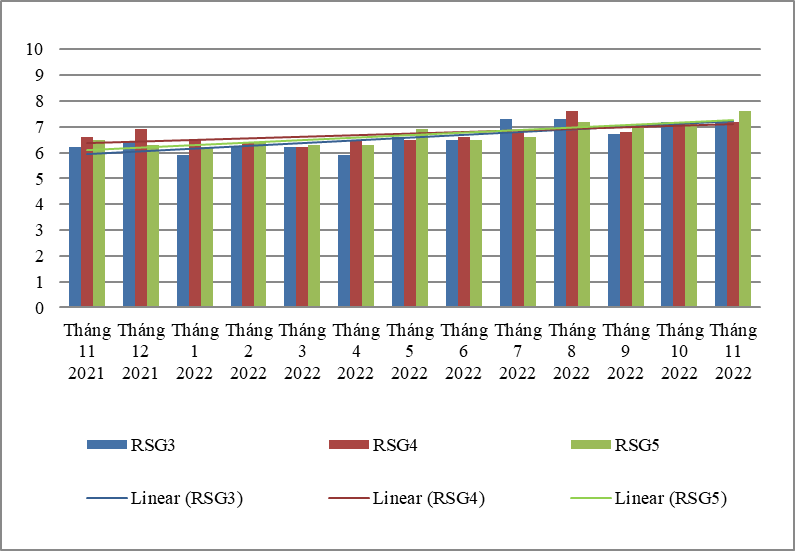 10
9
8
7
6
5
4
3
2
1
0
Tháng Tháng Tháng Tháng Tháng Tháng Tháng Tháng Tháng Tháng Tháng Tháng Tháng
11 12 1 2 3 4 5 6 7 8 9 10 11
2021 2021 2022 2022 2022 2022 2022 2022 2022 2022 2022 2022 2022
RSG3 RSG4 RSG5
Linear (RSG3) Linear (RSG4) Linear (RSG5)